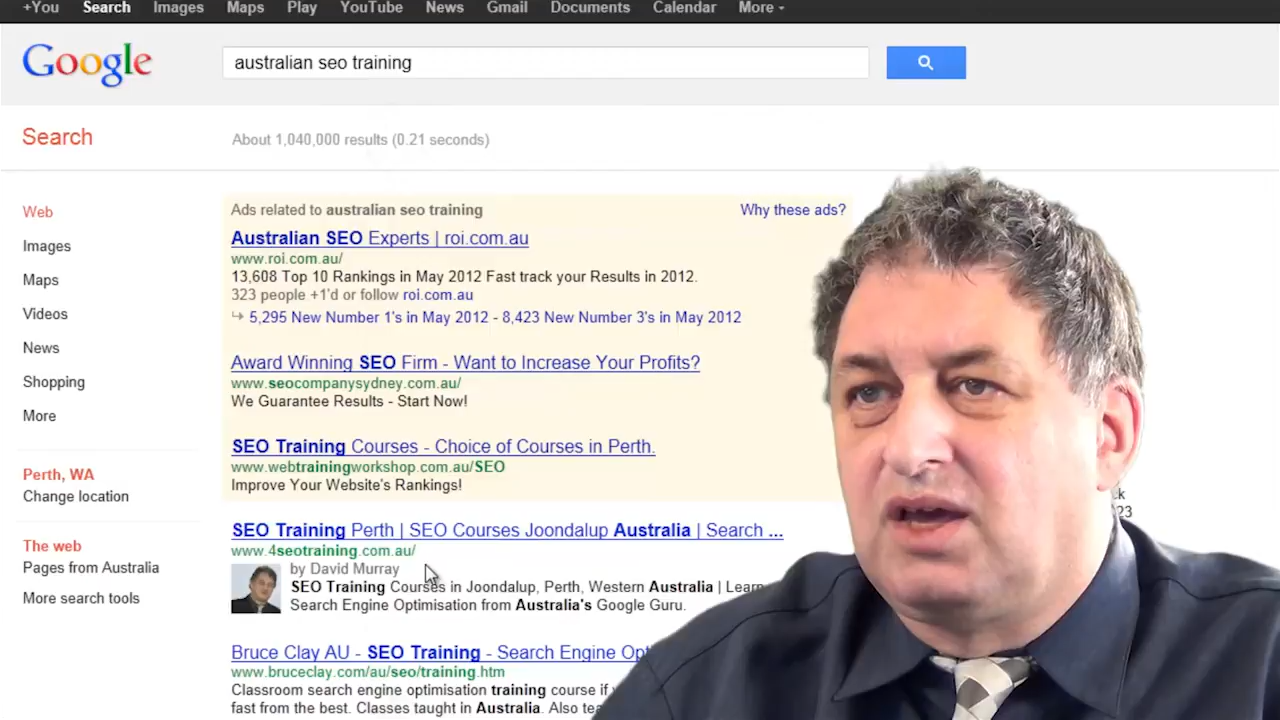 +You Search Images Maps Play YouTube News Gmail Documents Calendar More
Google
australian seo training
Search
About 1,040,000 results (0.21 seconds)
Web
Images
Maps
Videos
News
Shopping
More
Perth, WA
Change location
The web
Pages from Australia
More search tools
Ads related to australian seo training
Why these ads?
Australian SEO Experts | roi.com.au
www.roi.com.au/
13,608 Top 10 Rankings in May 2012 Fast track your Results in 2012.
323 people +1'd or follow roi.com.au
5,295 New Number 1's in May 2012 - 8,423 New Number 3's in May 2012
Award Winning SEO Firm - Want to Increase Your Profits?
www.seocompanysydney.com.au/
We Guarantee Results - Start Now!
SEO Training Courses - Choice of Courses in Perth.
www.webtrainingworkshop.com.au/SEO
Improve Your Website's Rankings!
SEO Training Perth | SEO Courses Joondalup Australia | Search ...
www.4seotraining.com.au/
by David Murray
SEO Training Courses in Joondalup, Perth, Western Australia |
Search Engine Optimisation from Australia's Google Guru.
Bruce Clay AU - SEO Training - Search Engine
www.bruceclay.com/au/seo/training.htm
Classroom search engine optimisation training course if
fast from the best. Classes taught in Australia. Also